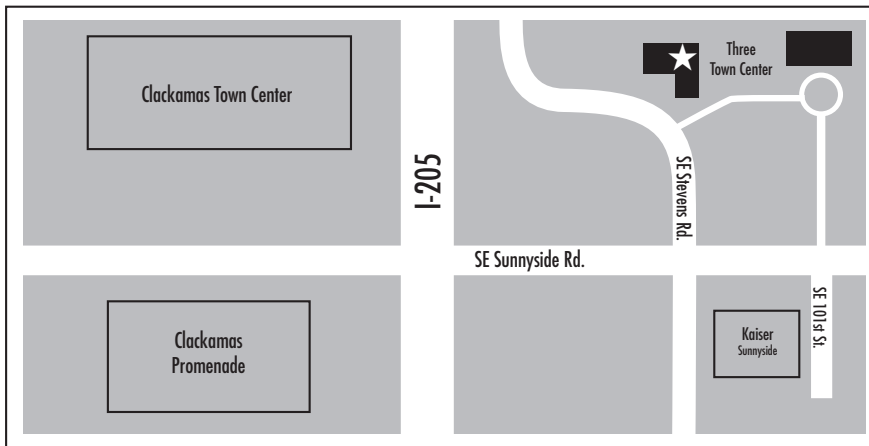 Clackamas Town Center
Three
Town Center
I-205
SE Stevens Rd.
SE Sunnyside Rd.
Clackamas
Promenade
Kaiser
Sunnyside
SE 101st St.